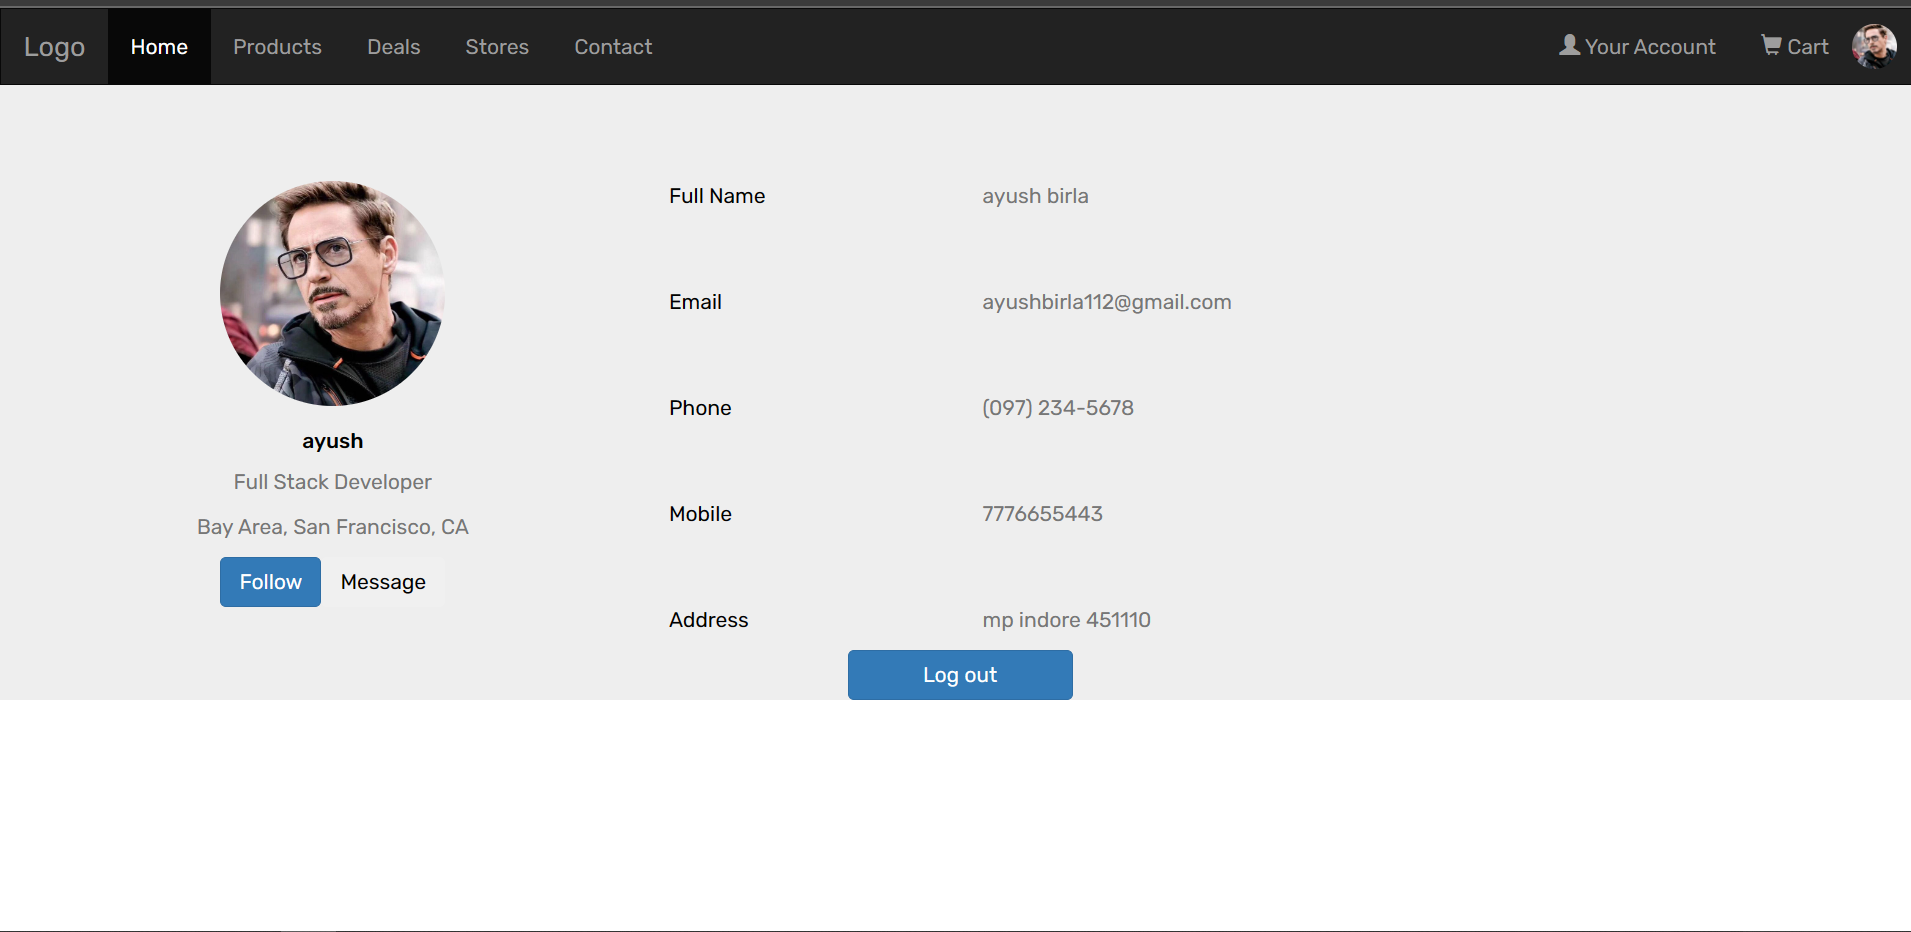 Logo Home Products Deals Stores Contact Your Account Cart
ayush
Full Stack Developer
Bay Area, San Francisco, CA
Follow Message
Full Name ayush birla
Email ayushbirla112@gmail.com
Phone (097) 234-5678
Mobile 7776655443
Address mp indore 451110
Log out